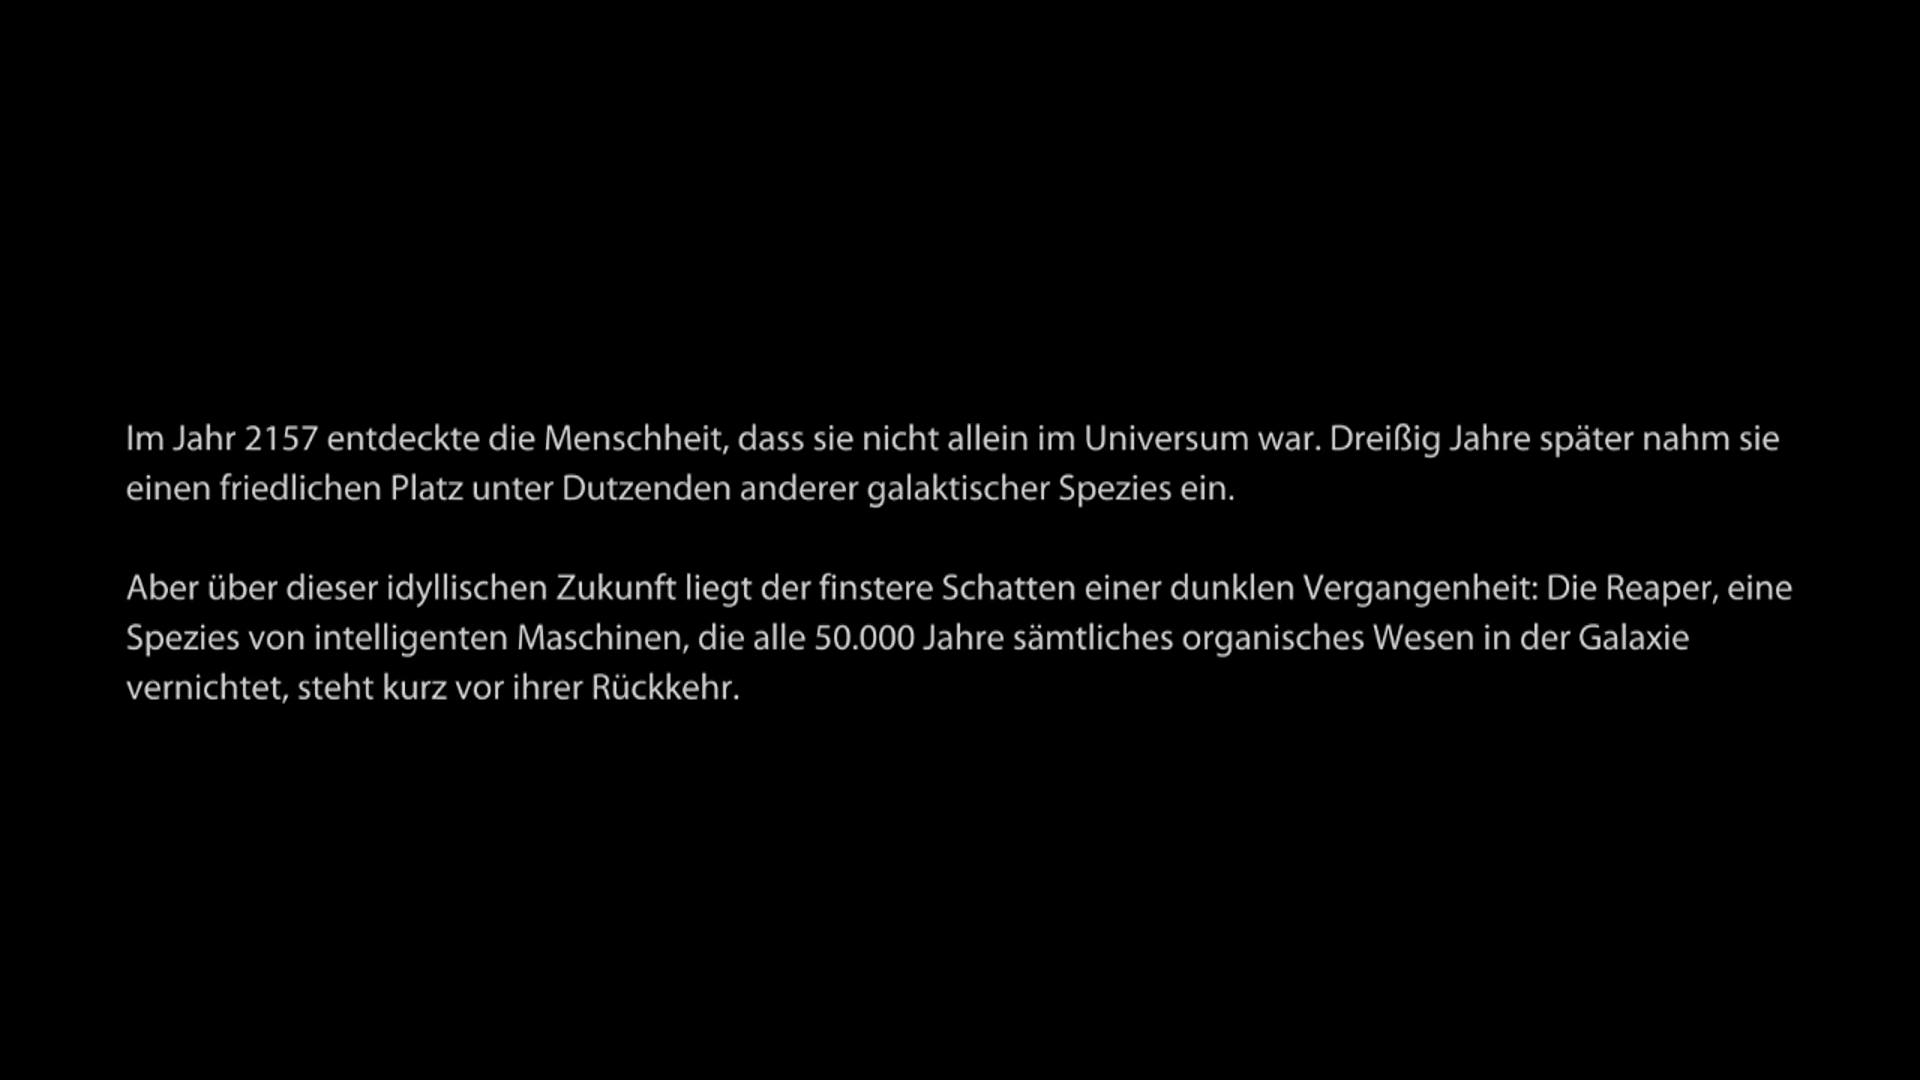 Im Jahr 2157 entdeckte die Menschheit, dass sie nicht allein im Universum war. Dreißig Jahre später nahm sie
einen friedlichen Platz unter Dutzenden anderer galaktischer Spezies ein.
Aber über dieser idyllischen Zukunft liegt der finstere Schatten einer dunklen Vergangenheit: Die Reaper, eine
Spezies von intelligenten Maschinen, die alle 50.000 Jahre sämtliches organisches Wesen in der Galaxie
vernichtet, steht kurz vor ihrer Rückkehr.